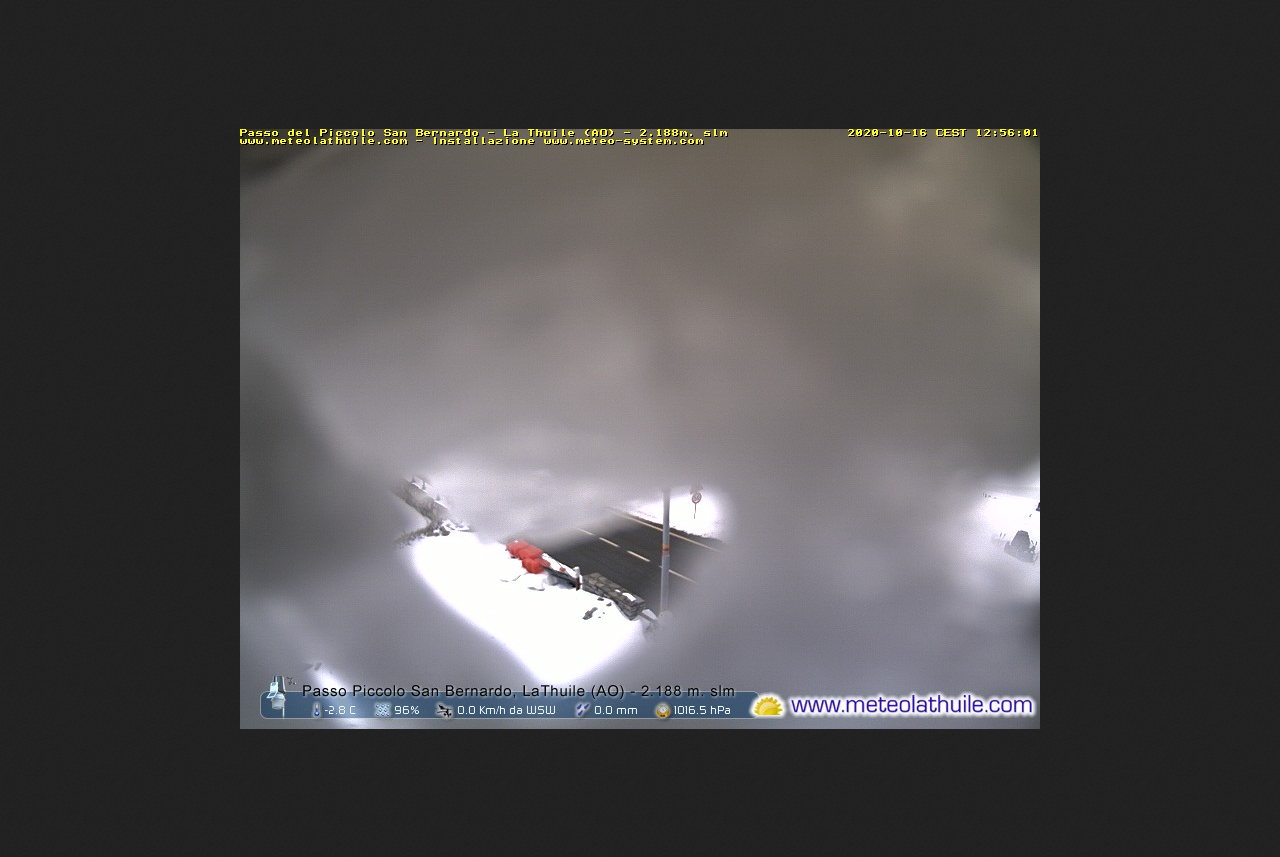 Passo del Piccolo San Bernardo - La Thuile (AO) - 2.188m. slm 2020-10-16 CEST 12:56:01
www.meteolathuile.com - Installazione www.meteo-system.com
Passo Piccolo San Bernardo, LaThuile (AO) - 2.188 m. slm
-2.8 C 96% 0.0 Km/h da WSW 0.0 mm 1016.5 hPa www.meteolathuile.com